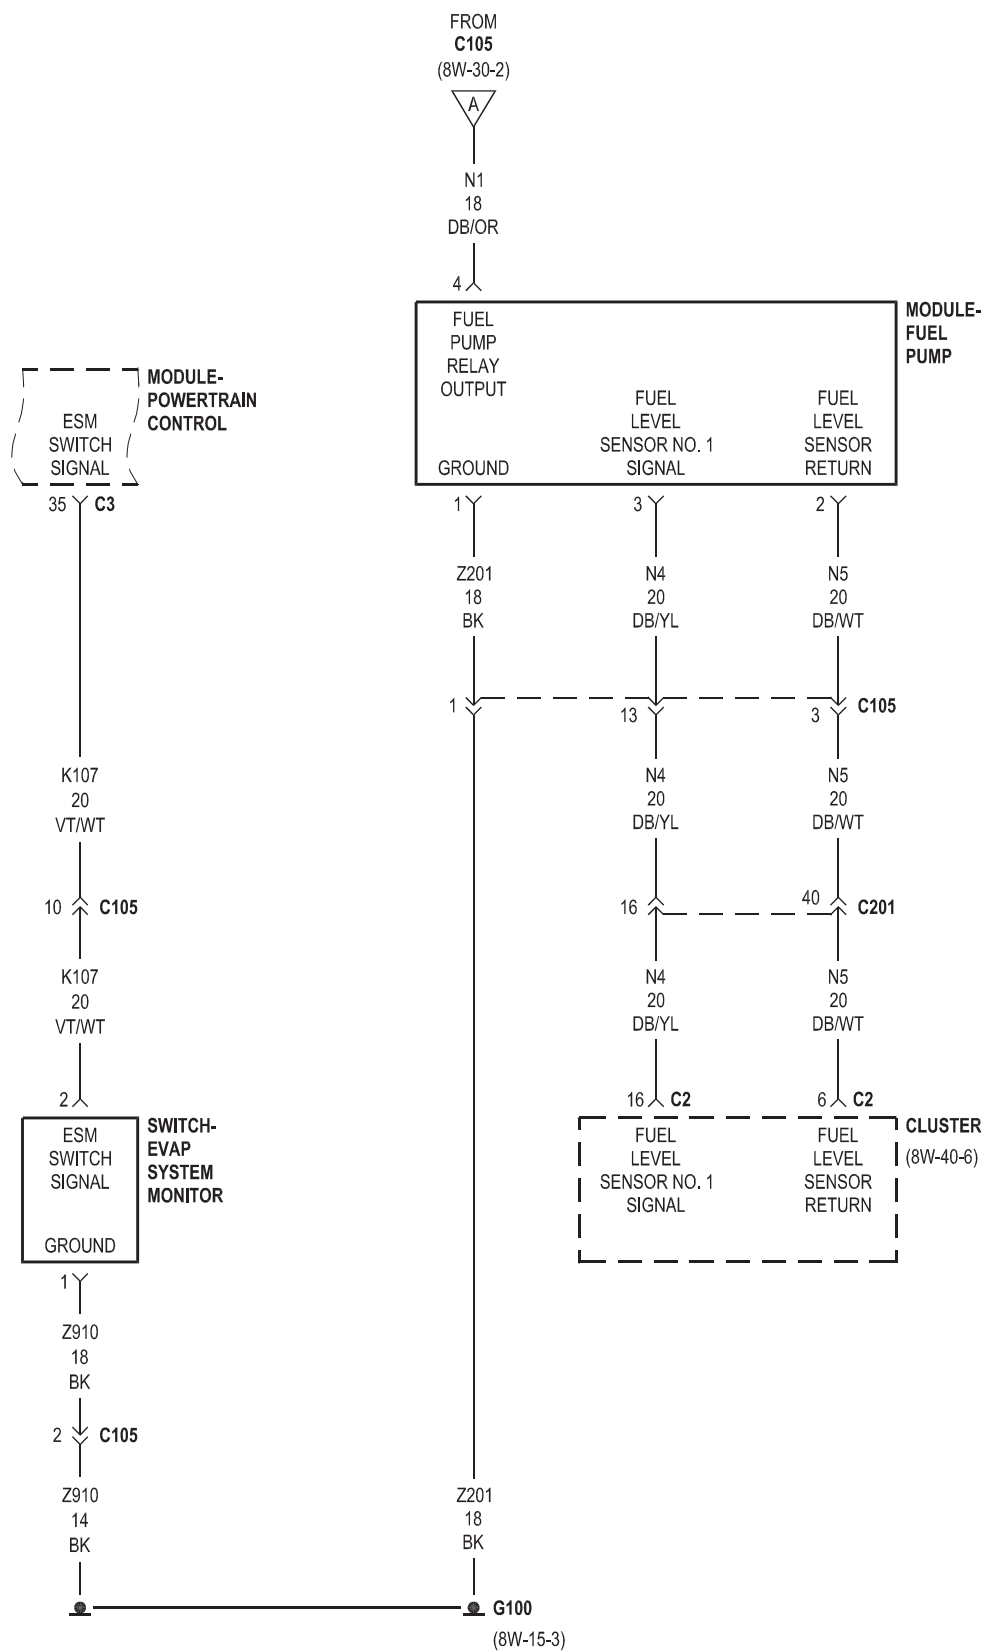 FROM
C105
(8W-30-2)
A
N1
18
DB/OR
4
MODULE-
FUEL
PUMP
FUEL
PUMP
RELAY
OUTPUT
GROUND
FUEL
LEVEL
SENSOR NO. 1
SIGNAL
FUEL
LEVEL
SENSOR
RETURN
MODULE-
POWERTRAIN
CONTROL
ESM
SWITCH
SIGNAL
35 C3
1
3
2
Z201
18
BK
N4
20
DB/YL
N5
20
DB/WT
1
13
3
C105
K107
20
VT/WT
N4
20
DB/YL
N5
20
DB/WT
10 C105
16
40
C201
K107
20
VT/WT
N4
20
DB/YL
N5
20
DB/WT
2
16 C2
6 C2
SWITCH-
EVAP
SYSTEM
MONITOR
ESM
SWITCH
SIGNAL
GROUND
CLUSTER
(8W-40-6)
FUEL
LEVEL
SENSOR NO. 1
SIGNAL
FUEL
LEVEL
SENSOR
RETURN
1
Z910
18
BK
2 C105
Z910
14
BK
Z201
18
BK
G100
(8W-15-3)